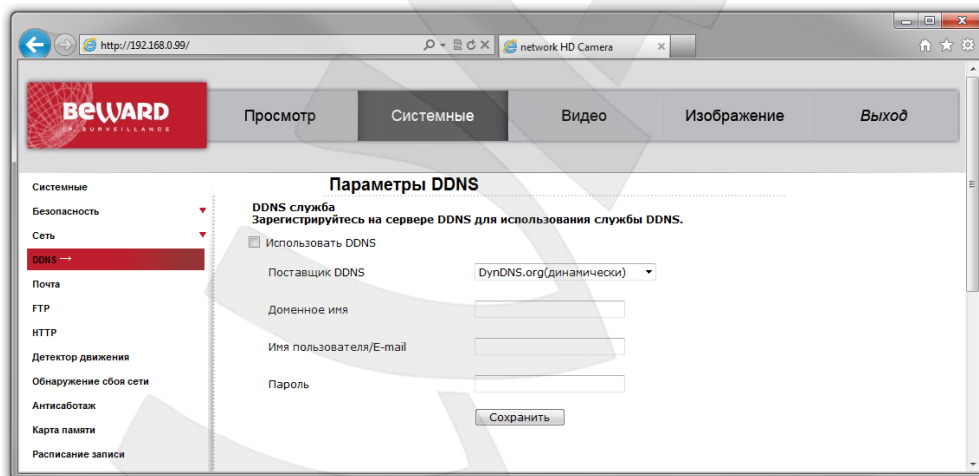 http://192.168.0.99/
network HD Camera
BEWARD
IP SURVEILLANCE
Просмотр
Системные
Видео
Изображение
Выход
Системные
Безопасность
Сеть
DDNS →
Почта
FTP
HTTP
Детектор движения
Обнаружение сбоя сети
Антисаботаж
Карта памяти
Расписание записи
Параметры DDNS
DDNS служба
Зарегистрируйтесь на сервере DDNS для использования службы DDNS.
Использовать DDNS
Поставщик DDNS
DynDNS.org(динамически)
Доменное имя
Имя пользователя/E-mail
Пароль
Сохранить